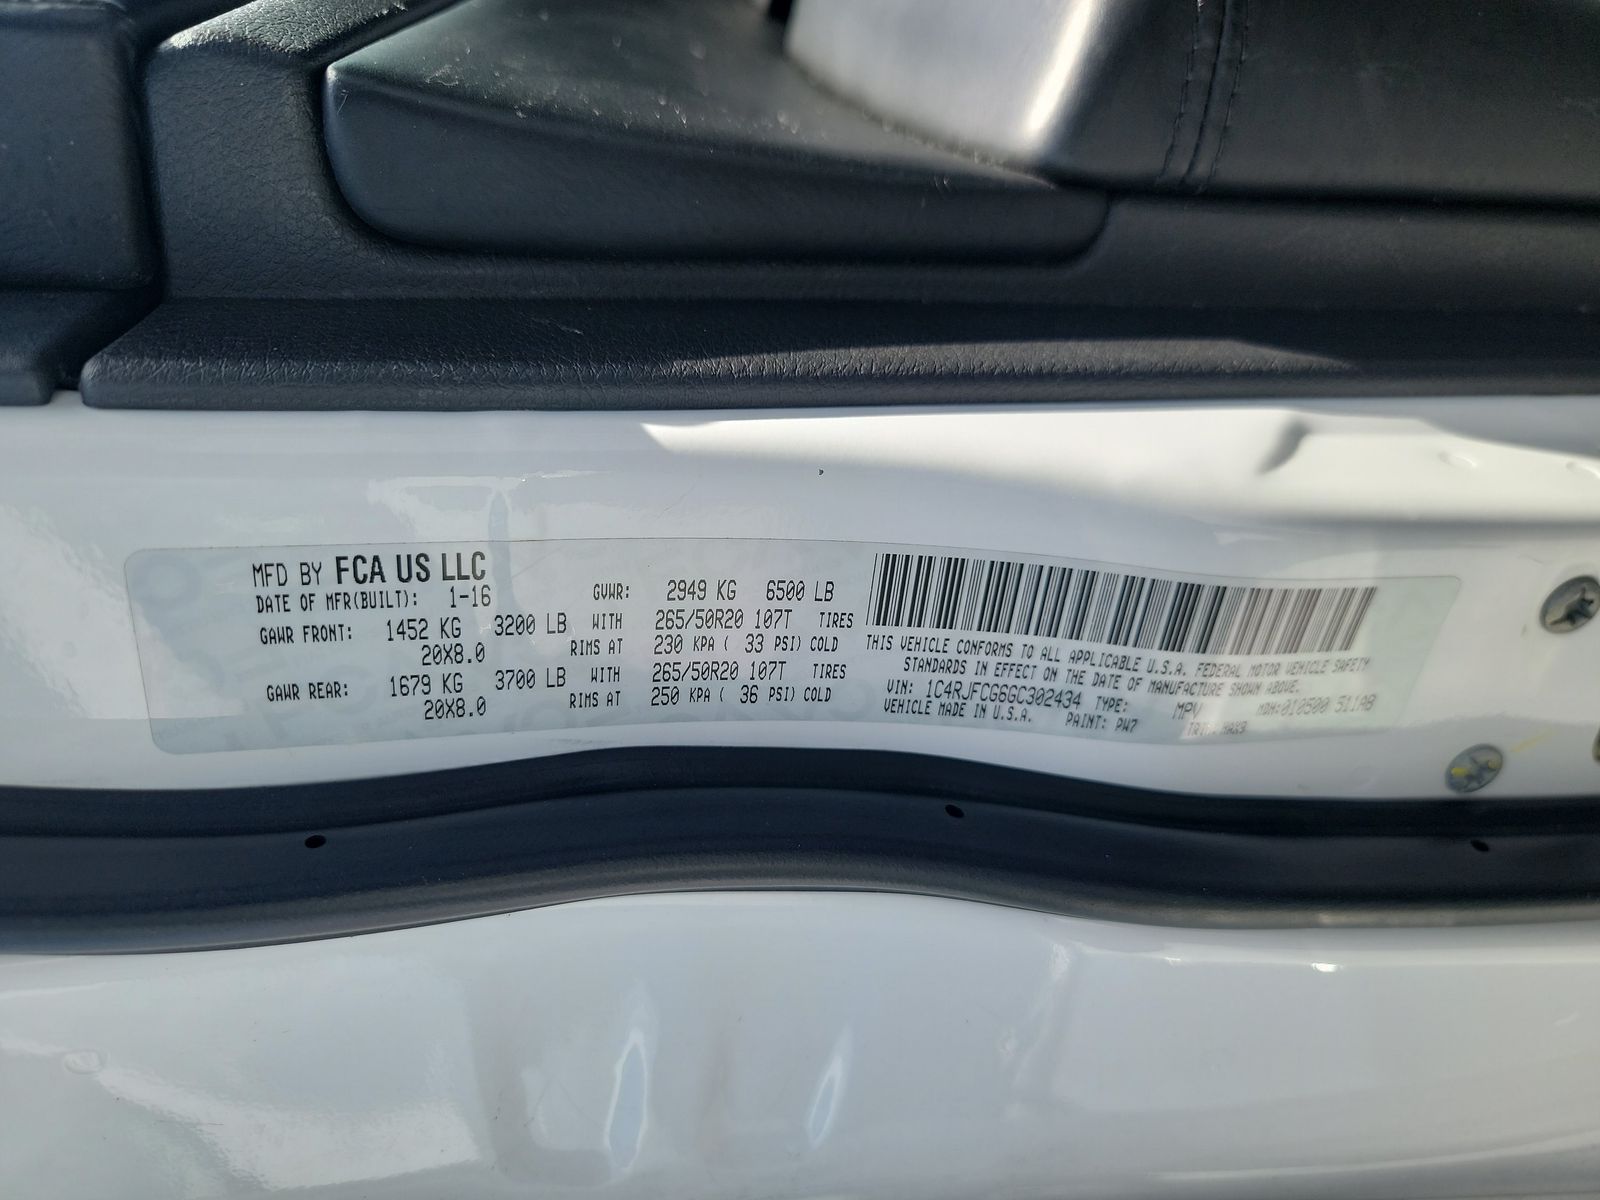 MFD BY FCA US LLC
DATE OF MFR(BUILT): 1-16 GVWR: 2949 KG 6500 LB
GAWR FRONT: 1452 KG 3200 LB WITH 265/50R20 107T TIRES
20X8.0 RIMS AT 230 KPA ( 33 PSI) COLD
GAWR REAR: 1679 KG 3700 LB WITH 265/50R20 107T TIRES
20X8.0 RIMS AT 250 KPA ( 36 PSI) COLD
THIS VEHICLE CONFORMS TO ALL APPLICABLE U.S.A. FEDERAL MOTOR VEHICLE SAFETY
STANDARDS IN EFFECT ON THE DATE OF MANUFACTURE SHOWN ABOVE.
VIN: 1C4RJFCG6GC302434 TYPE: MPV MDH:010500 511AB
VEHICLE MADE IN U.S.A. PAINT: PW7 TRIM: